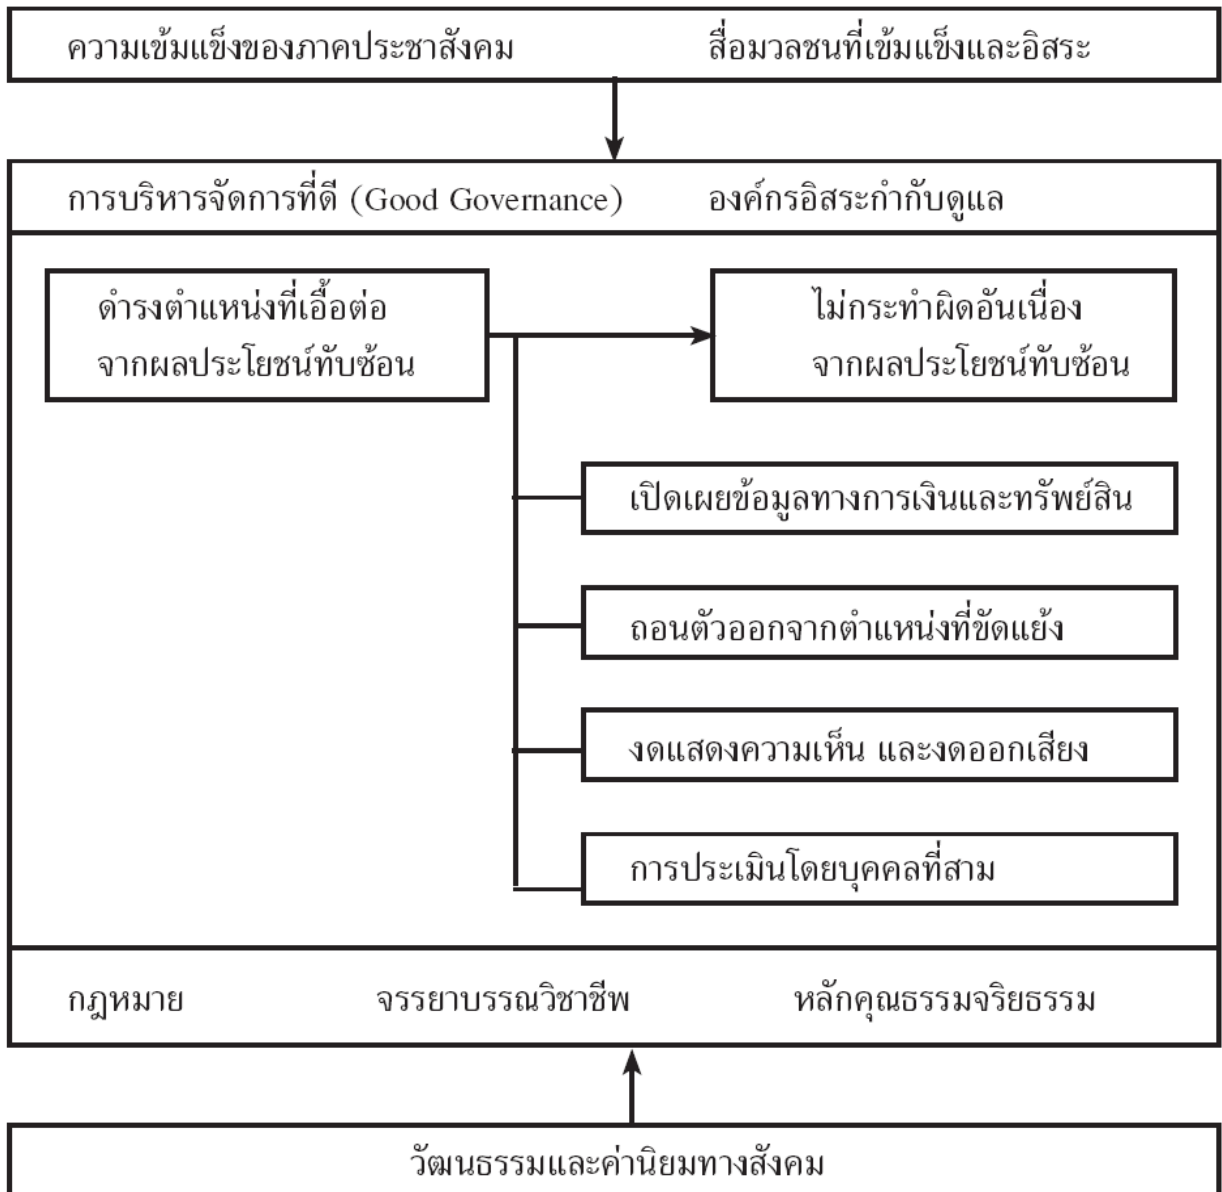 ความเข้มแข็งของภาคประชาสังคม สื่อมวลชนที่เข้มแข็งและอิสระ
การบริหารจัดการที่ดี (Good Governance) องค์กรอิสระกำกับดูแล
ดำรงตำแหน่งที่เอื้อต่อ
จากผลประโยชน์ทับซ้อน
ไม่กระทำผิดอันเนื่อง
จากผลประโยชน์ทับซ้อน
เปิดเผยข้อมูลทางการเงินและทรัพย์สิน
ถอนตัวออกจากตำแหน่งที่ขัดแย้ง
งดแสดงความเห็น และงดออกเสียง
การประเมินโดยบุคคลที่สาม
กฎหมาย จรรยาบรรณวิชาชีพ หลักคุณธรรมจริยธรรม
วัฒนธรรมและค่านิยมทางสังคม